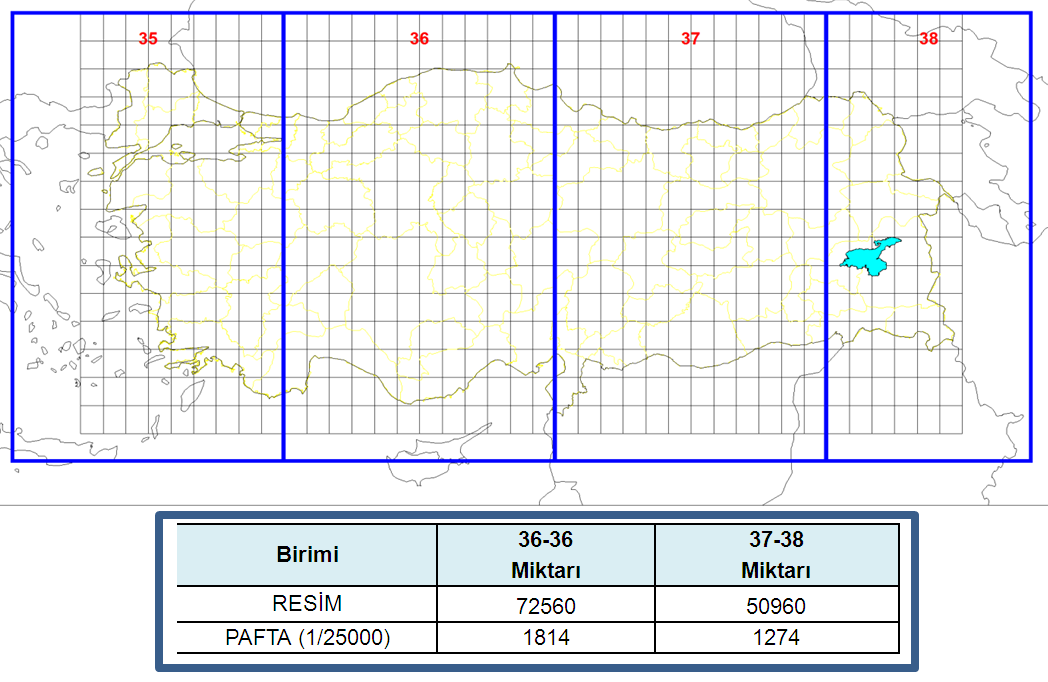 35 36 37 38
Birimi 36-36 Miktarı 37-38 Miktarı
RESİM 72560 50960
PAFTA (1/25000) 1814 1274